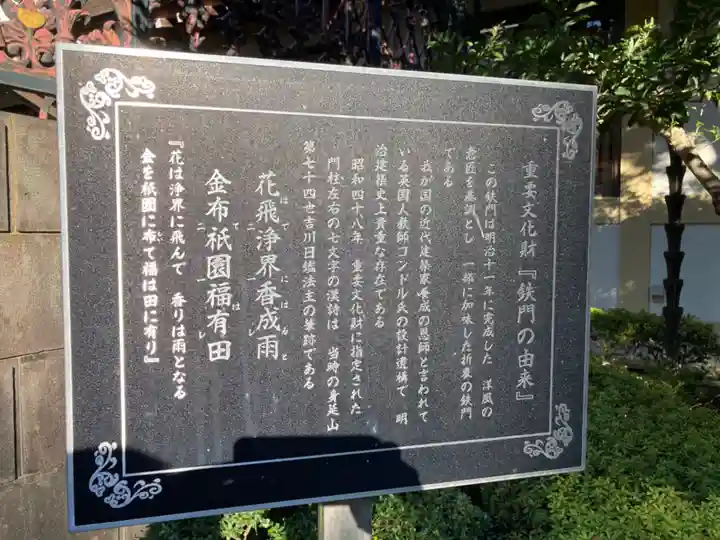 重要文化財『鉄門の由来』
この鉄門は明治十一年に完成した 洋風の
意匠を基調とし 一部に加味した折衷の鉄門
である
我が国の近代建築家養成の恩師と言われて
いる英国人教師コンドル氏の設計遺構で 明
治建築史上貴重な存在である
昭和四十八年 重要文化財に指定された
門柱左右の七文字の漢詩は 当時の身延山
第七十四世吉川日鑑法主の筆跡である
花飛浄界香成雨
金布祇園福有田
『花は浄界に飛んで 香りは雨となる
金を祇園に布て福は田に有り』